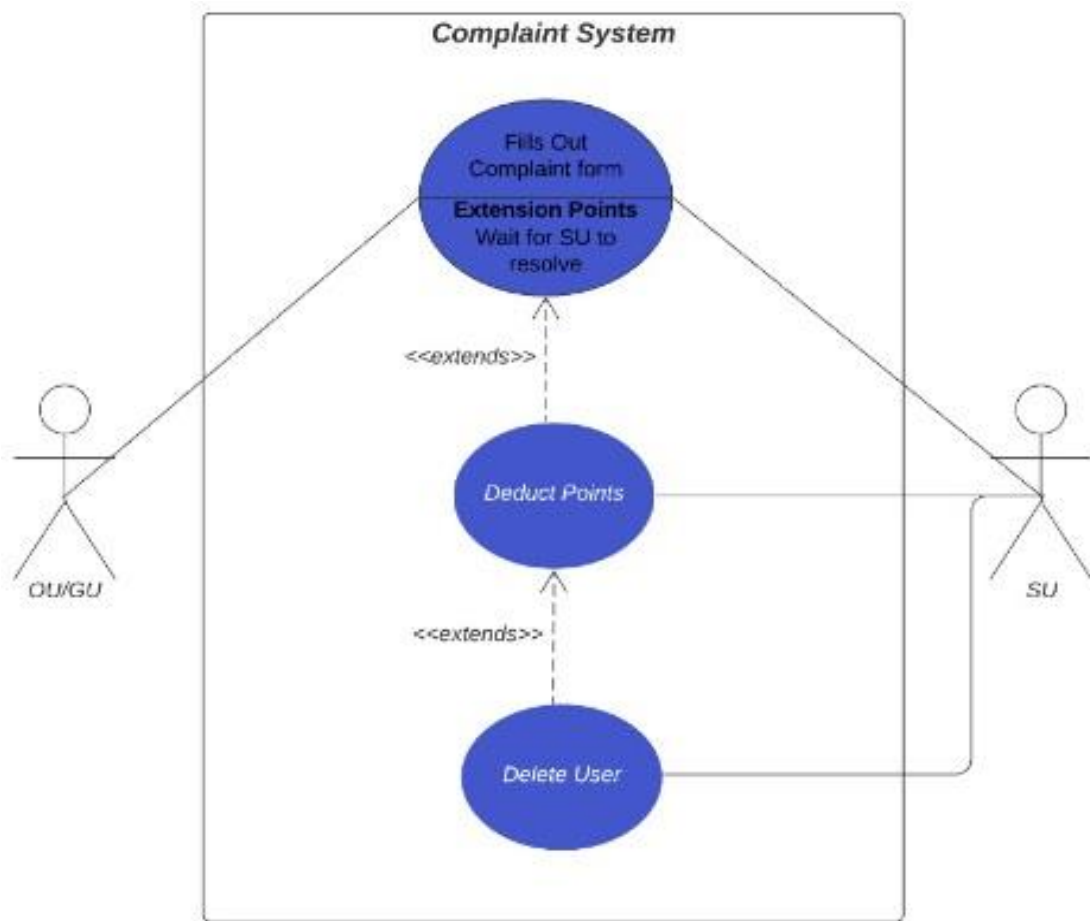 Complaint System
Fills Out
Complaint form
Extension Points
Wait for SU to
resolve
<<extends>>
Deduct Points
OU/GU
SU
<<extends>>
Delete User